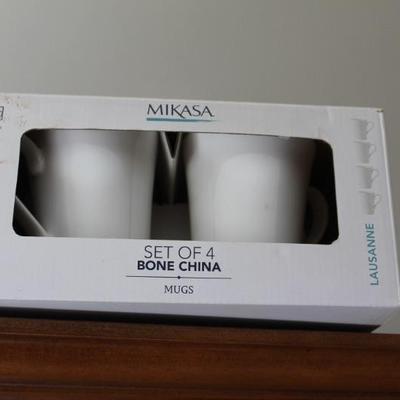 MIKASA
SET OF 4
BONE CHINA
MUGS
LAUSANNE